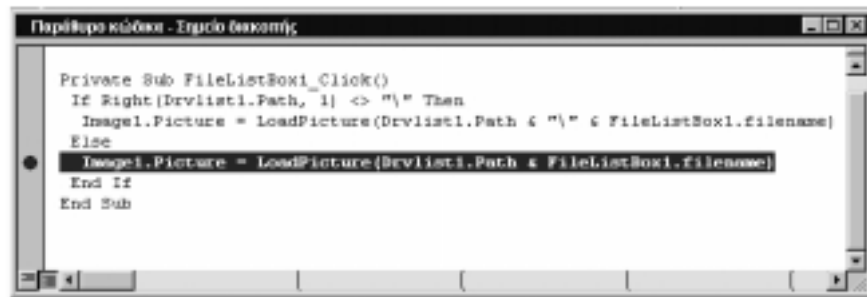 Παράθυρο κώδικα - Σημείο διακοπής
Private Sub FileListBox1_Click()
If Right(Drvlist1.Path, 1) <> "\" Then
Image1.Picture = LoadPicture(Drvlist1.Path & "\" & FileListBox1.filename)
Else
Image1.Picture = LoadPicture(Drvlist1.Path & FileListBox1.filename)
End If
End Sub